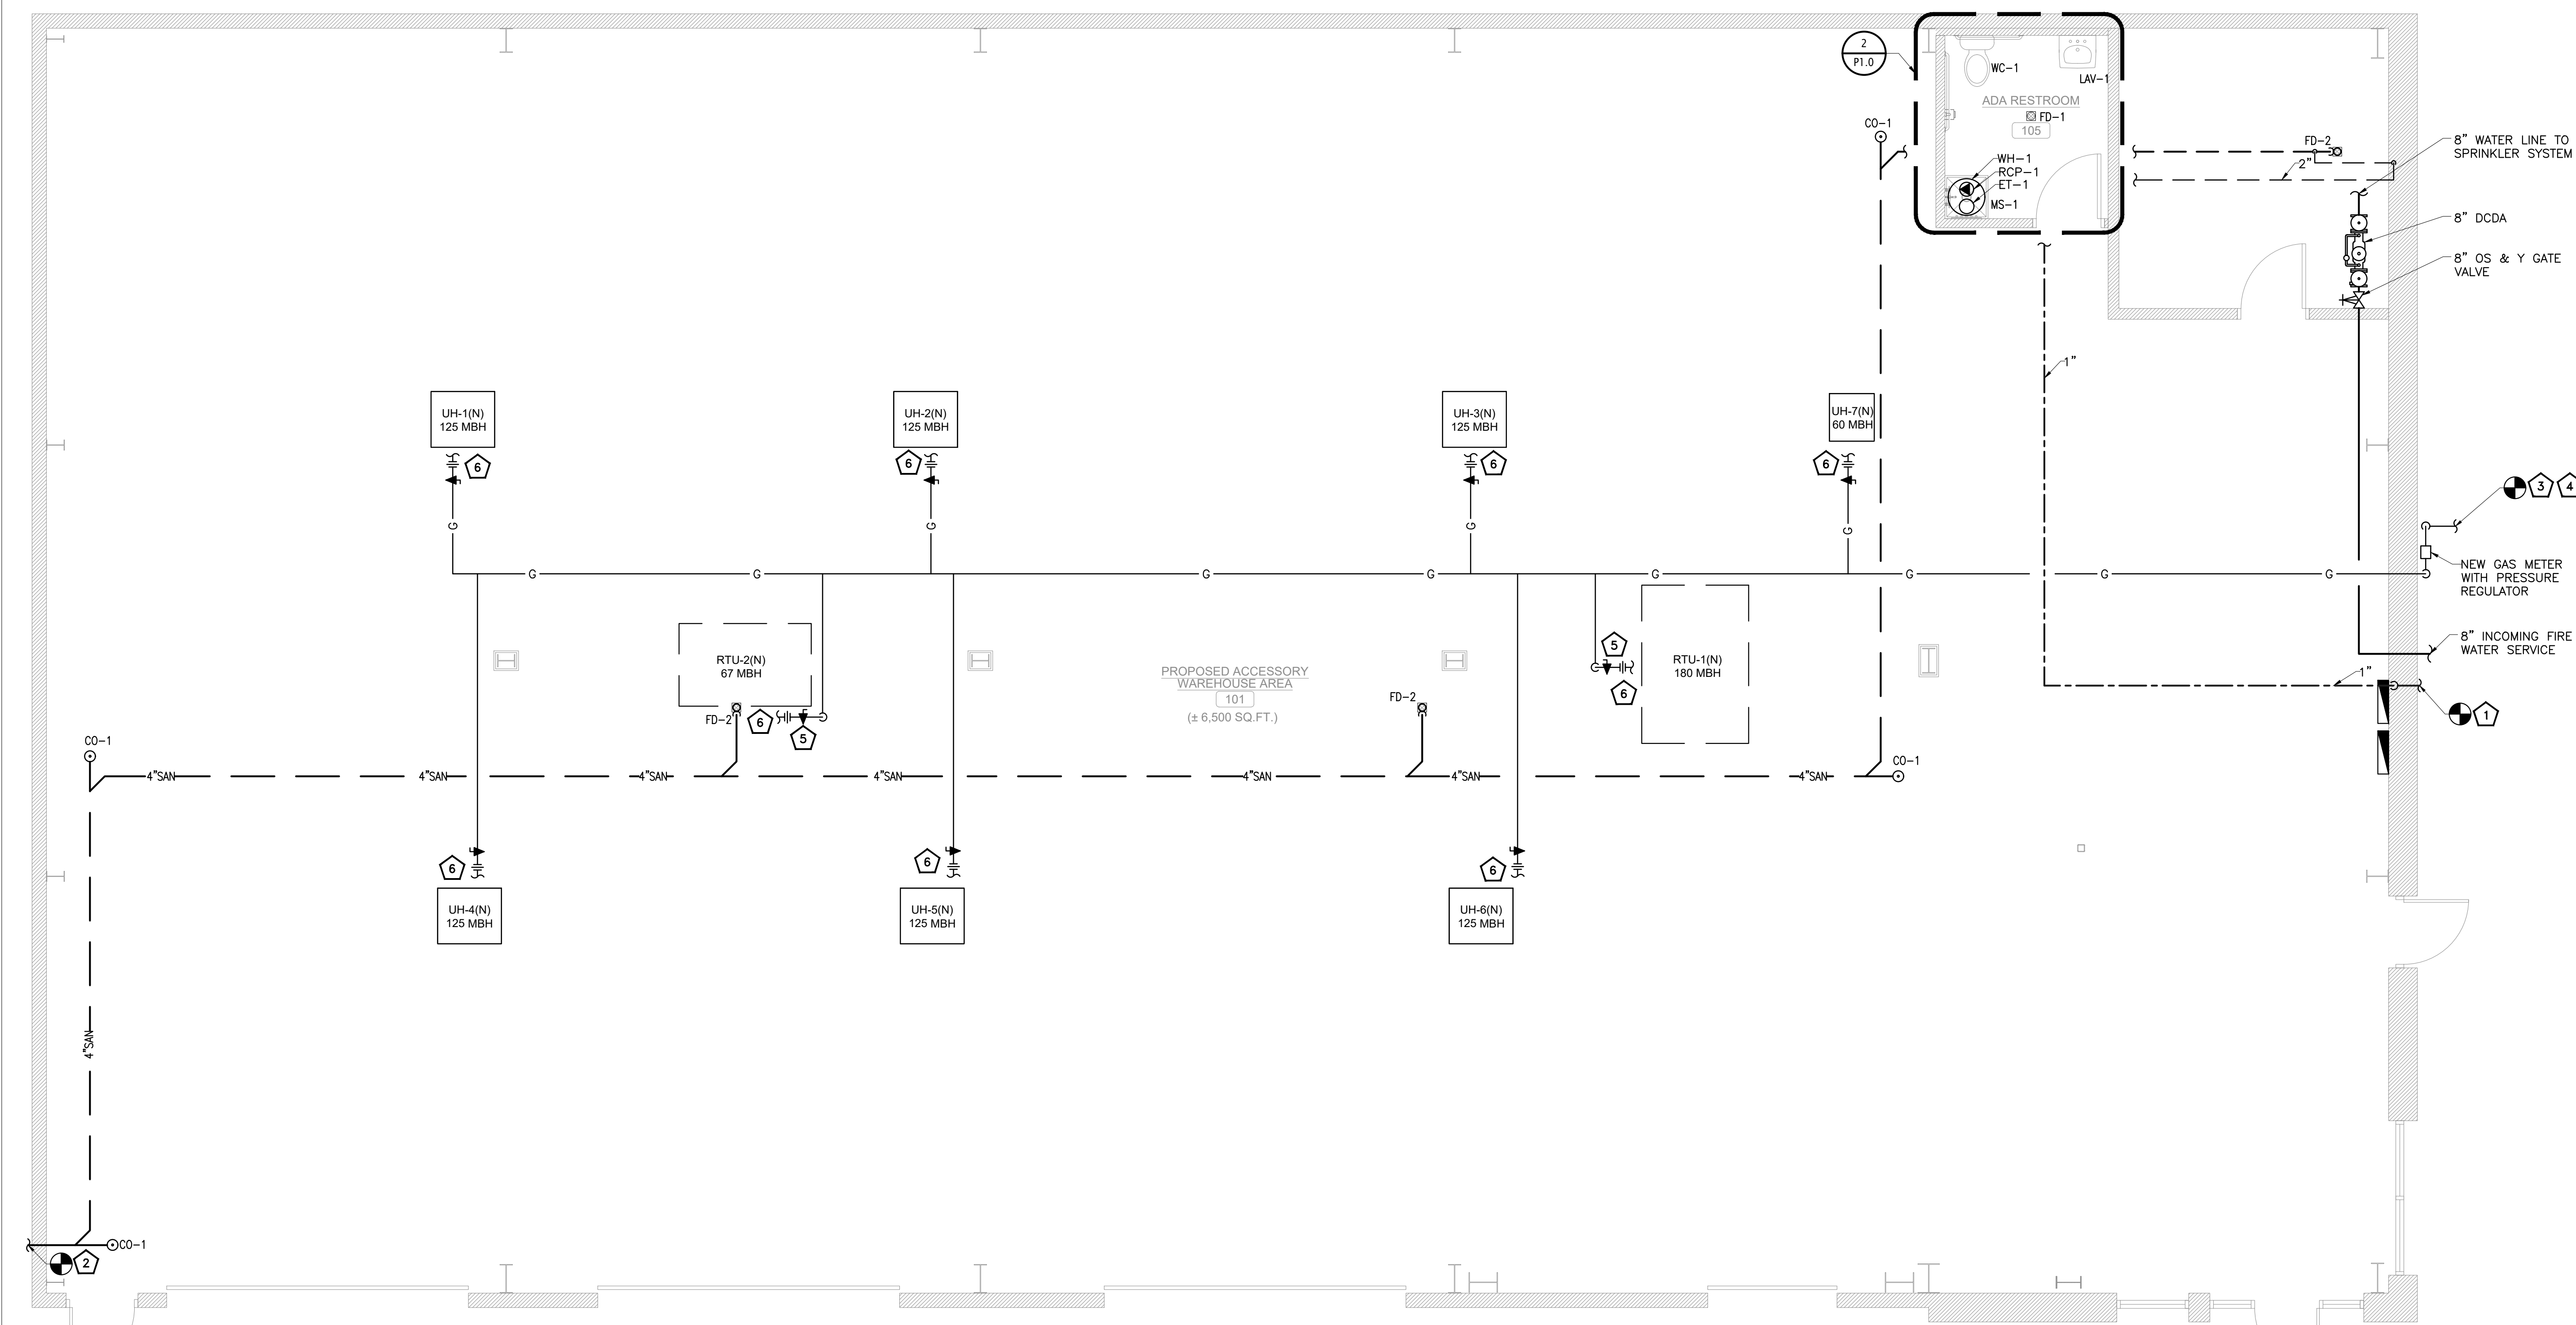 2
P1.0
WC-1
LAV-1
ADA RESTROOM
FD-1
105
CO-1
WH-1
RCP-1
ET-1
MS-1
FD-2
2"
8" WATER LINE TO
SPRINKLER SYSTEM
8" DCDA
8" OS & Y GATE
VALVE
1"
UH-1(N)
125 MBH
6
UH-2(N)
125 MBH
6
UH-3(N)
125 MBH
6
UH-7(N)
60 MBH
6
3
4
G
G
G
G
G
G
G
G
G
G
G
G
NEW GAS METER
WITH PRESSURE
REGULATOR
8" INCOMING FIRE
WATER SERVICE
1"
1
RTU-2(N)
67 MBH
FD-2
6
5
PROPOSED ACCESSORY
WAREHOUSE AREA
101
(± 6,500 SQ.FT.)
FD-2
5
6
RTU-1(N)
180 MBH
CO-1
CO-1
4"SAN
4"SAN
4"SAN
4"SAN
4"SAN
4"SAN
4"SAN
6
UH-4(N)
125 MBH
6
UH-5(N)
125 MBH
6
UH-6(N)
125 MBH
4"SAN
CO-1
2